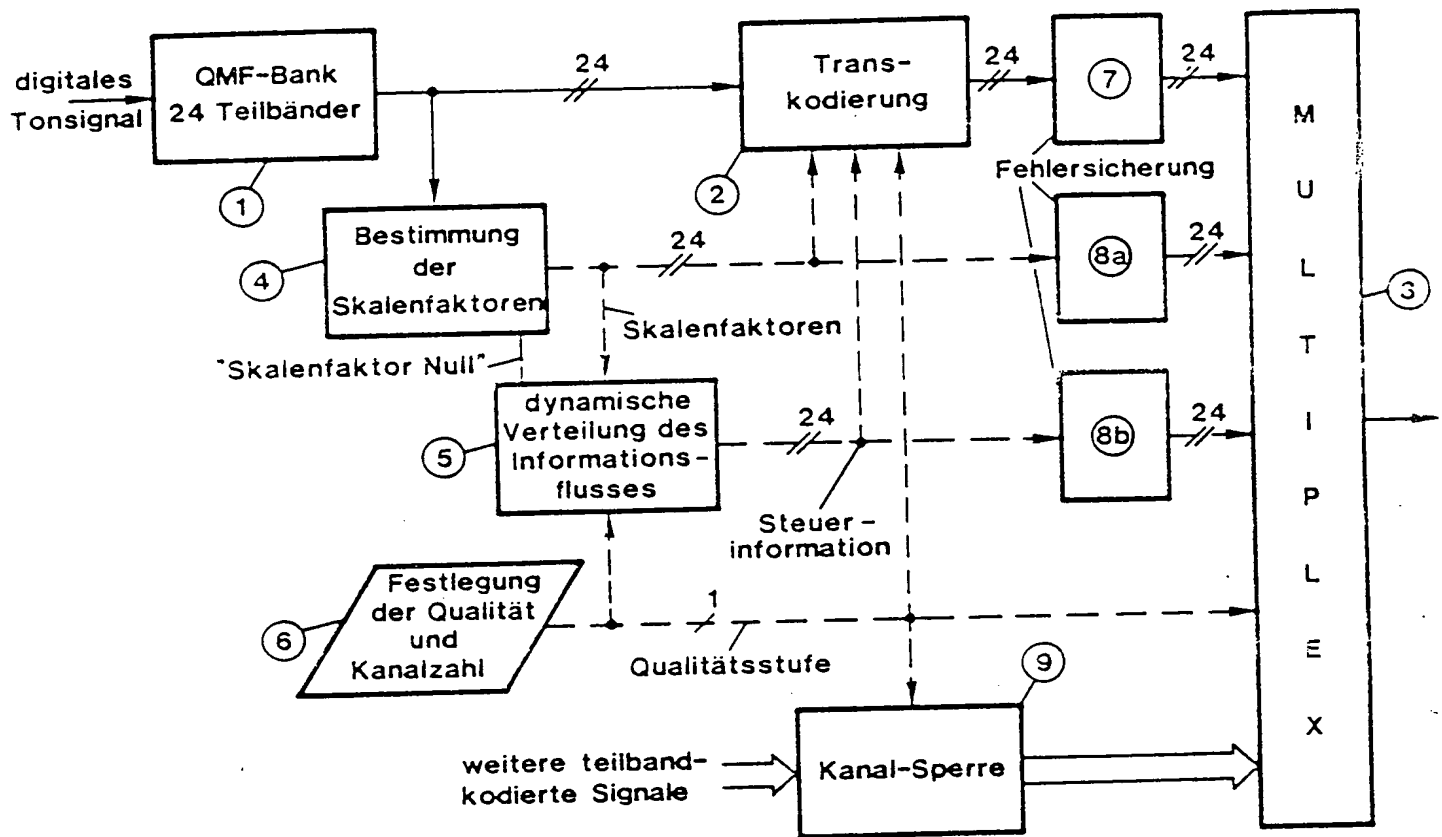 digitales
Tonsignal
QMF-Bank
24 Teilbänder
1
24
Trans-
kodierung
2
24
7
24
Fehlersicherung
Bestimmung
der
Skalenfaktoren
4
24
8a
24
Skalenfaktoren
"Skalenfaktor Null"
dynamische
Verteilung des
Informations-
flusses
5
24
8b
24
Steuer-
information
Festlegung
der Qualität
und
Kanalzahl
6
1
Qualitätsstufe
9
weitere teilband-
kodierte Signale
Kanal-Sperre
M
U
L
T
I
P
L
E
X
3